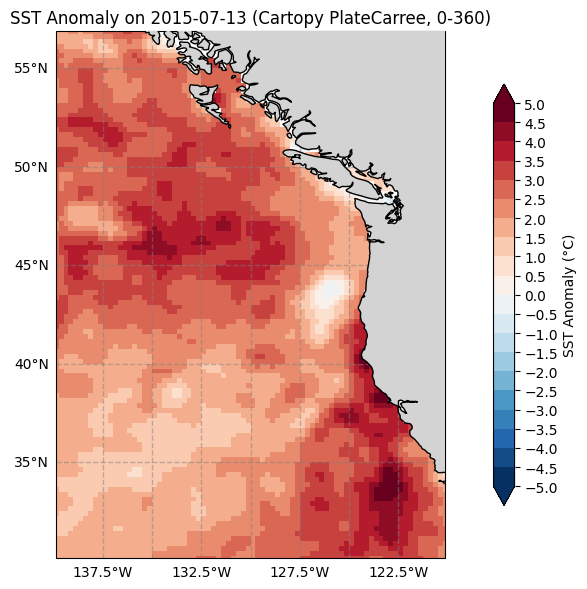 SST Anomaly on 2015-07-13 (Cartopy PlateCarree, 0-360)
55°N
50°N
45°N
40°N
35°N
137.5°W
132.5°W
127.5°W
122.5°W
5.0
4.5
4.0
3.5
3.0
2.5
2.0
1.5
1.0
0.5
0.0
−0.5
−1.0
−1.5
−2.0
−2.5
−3.0
−3.5
−4.0
−4.5
−5.0
SST Anomaly (°C)